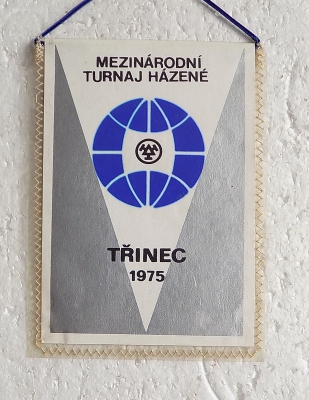 MEZINÁRODNÍ
TURNAJ HÁZENÉ
TŘINEC
1975